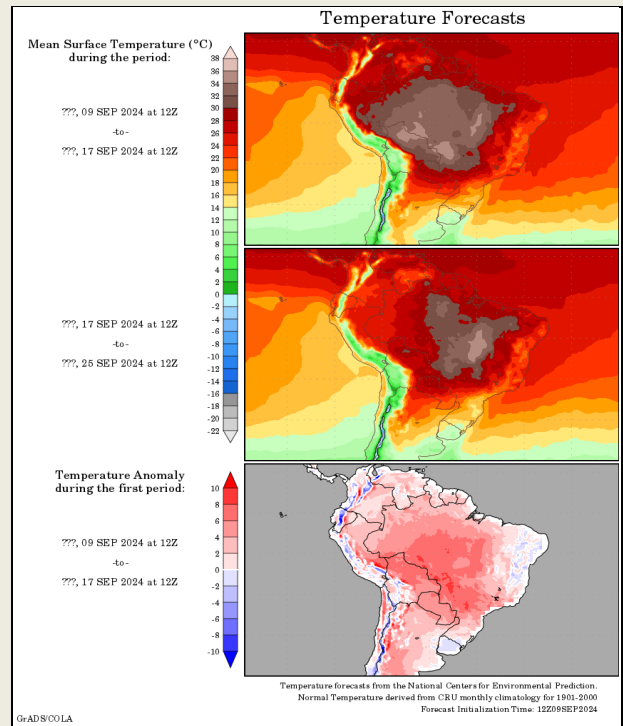 Temperature Forecasts
Mean Surface Temperature (°C)
during the period:
???, 09 SEP 2024 at 12Z
-to-
???, 17 SEP 2024 at 12Z
38
36
34
32
30
28
26
24
22
20
18
16
14
12
10
8
6
4
2
0
-2
-4
-6
-8
-10
-12
-14
-16
-18
-20
-22
???, 17 SEP 2024 at 12Z
-to-
???, 25 SEP 2024 at 12Z
Temperature Anomaly
during the first period:
???, 09 SEP 2024 at 12Z
-to-
???, 17 SEP 2024 at 12Z
10
8
6
4
2
0
-2
-4
-6
-8
-10
Temperature forecasts from the National Centers for Environmental Prediction.
Normal Temperature derived from CRU monthly climatology for 1901-2000
Forecast Initialization Time: 12Z09SEP2024
GrADS/COLA